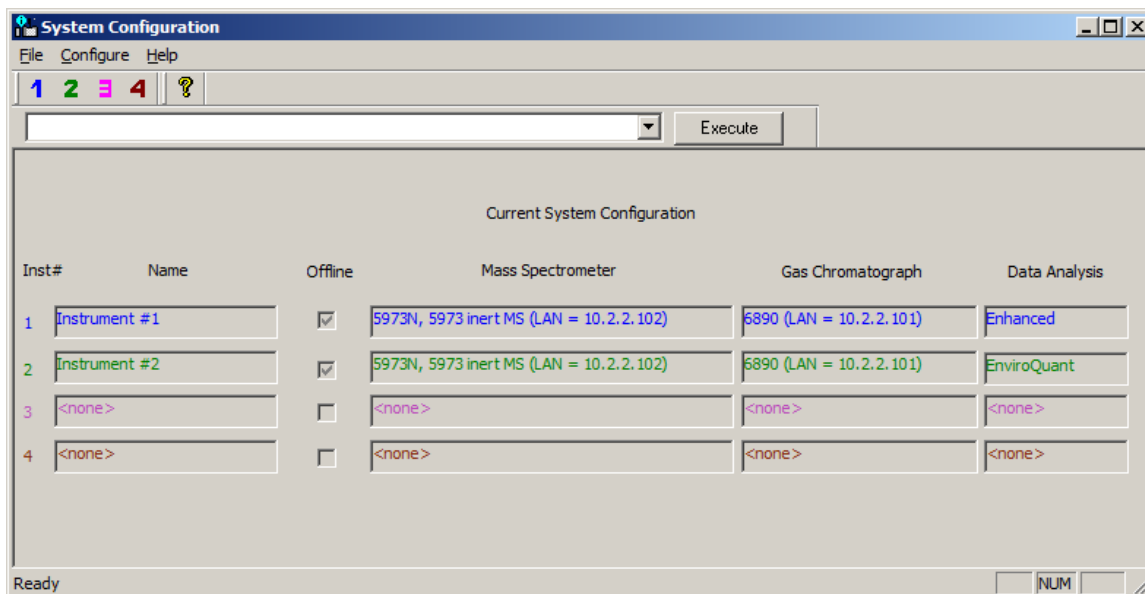 System Configuration
File Configure Help
1 2 3 4 ?
Execute
Current System Configuration
Inst# Name Offline Mass Spectrometer Gas Chromatograph Data Analysis
1 Instrument #1 5973N, 5973 inert MS (LAN = 10.2.2.102) 6890 (LAN = 10.2.2.101) Enhanced
2 Instrument #2 5973N, 5973 inert MS (LAN = 10.2.2.102) 6890 (LAN = 10.2.2.101) EnviroQuant
3 <none> <none> <none> <none>
4 <none> <none> <none> <none>
Ready NUM